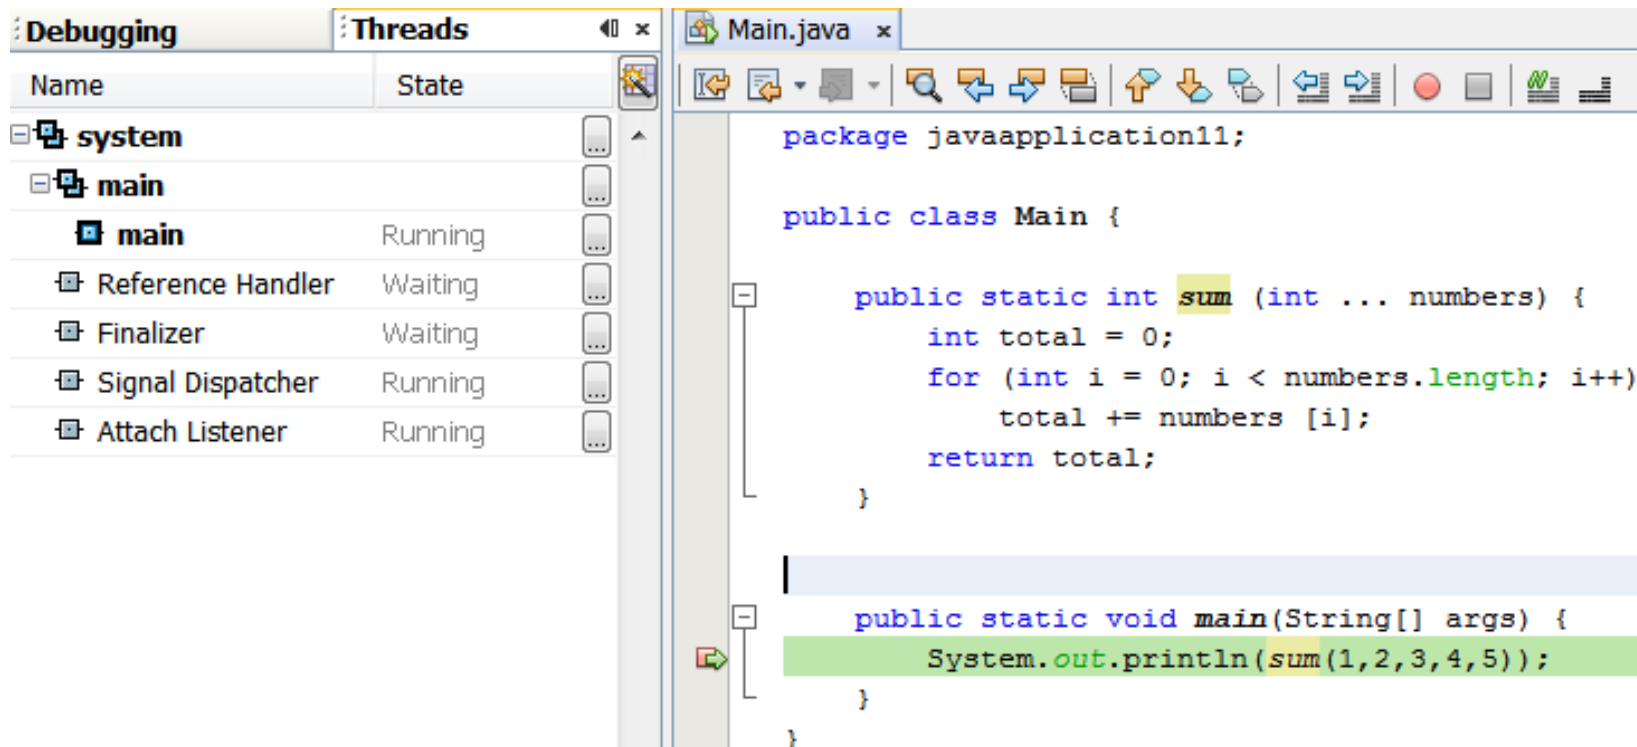 Debugging
Threads
Name State
system
main
main Running
Reference Handler Waiting
Finalizer Waiting
Signal Dispatcher Running
Attach Listener Running
Main.java
package javaapplication11;
public class Main {
public static int sum (int ... numbers) {
int total = 0;
for (int i = 0; i < numbers.length; i++)
total += numbers [i];
return total;
}
public static void main(String[] args) {
System.out.println(sum(1,2,3,4,5));
}
}